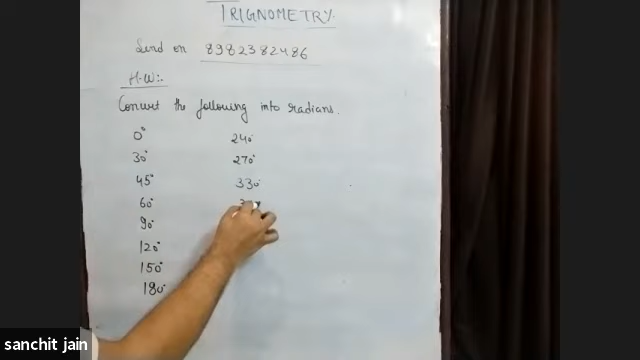 TRIGNOMETRY:
Send on 8982382486
H.W:-
Convert the following into radians.
0° 240°
30° 270°
45° 330°
60°
90°
120°
150°
180°
sanchit jain